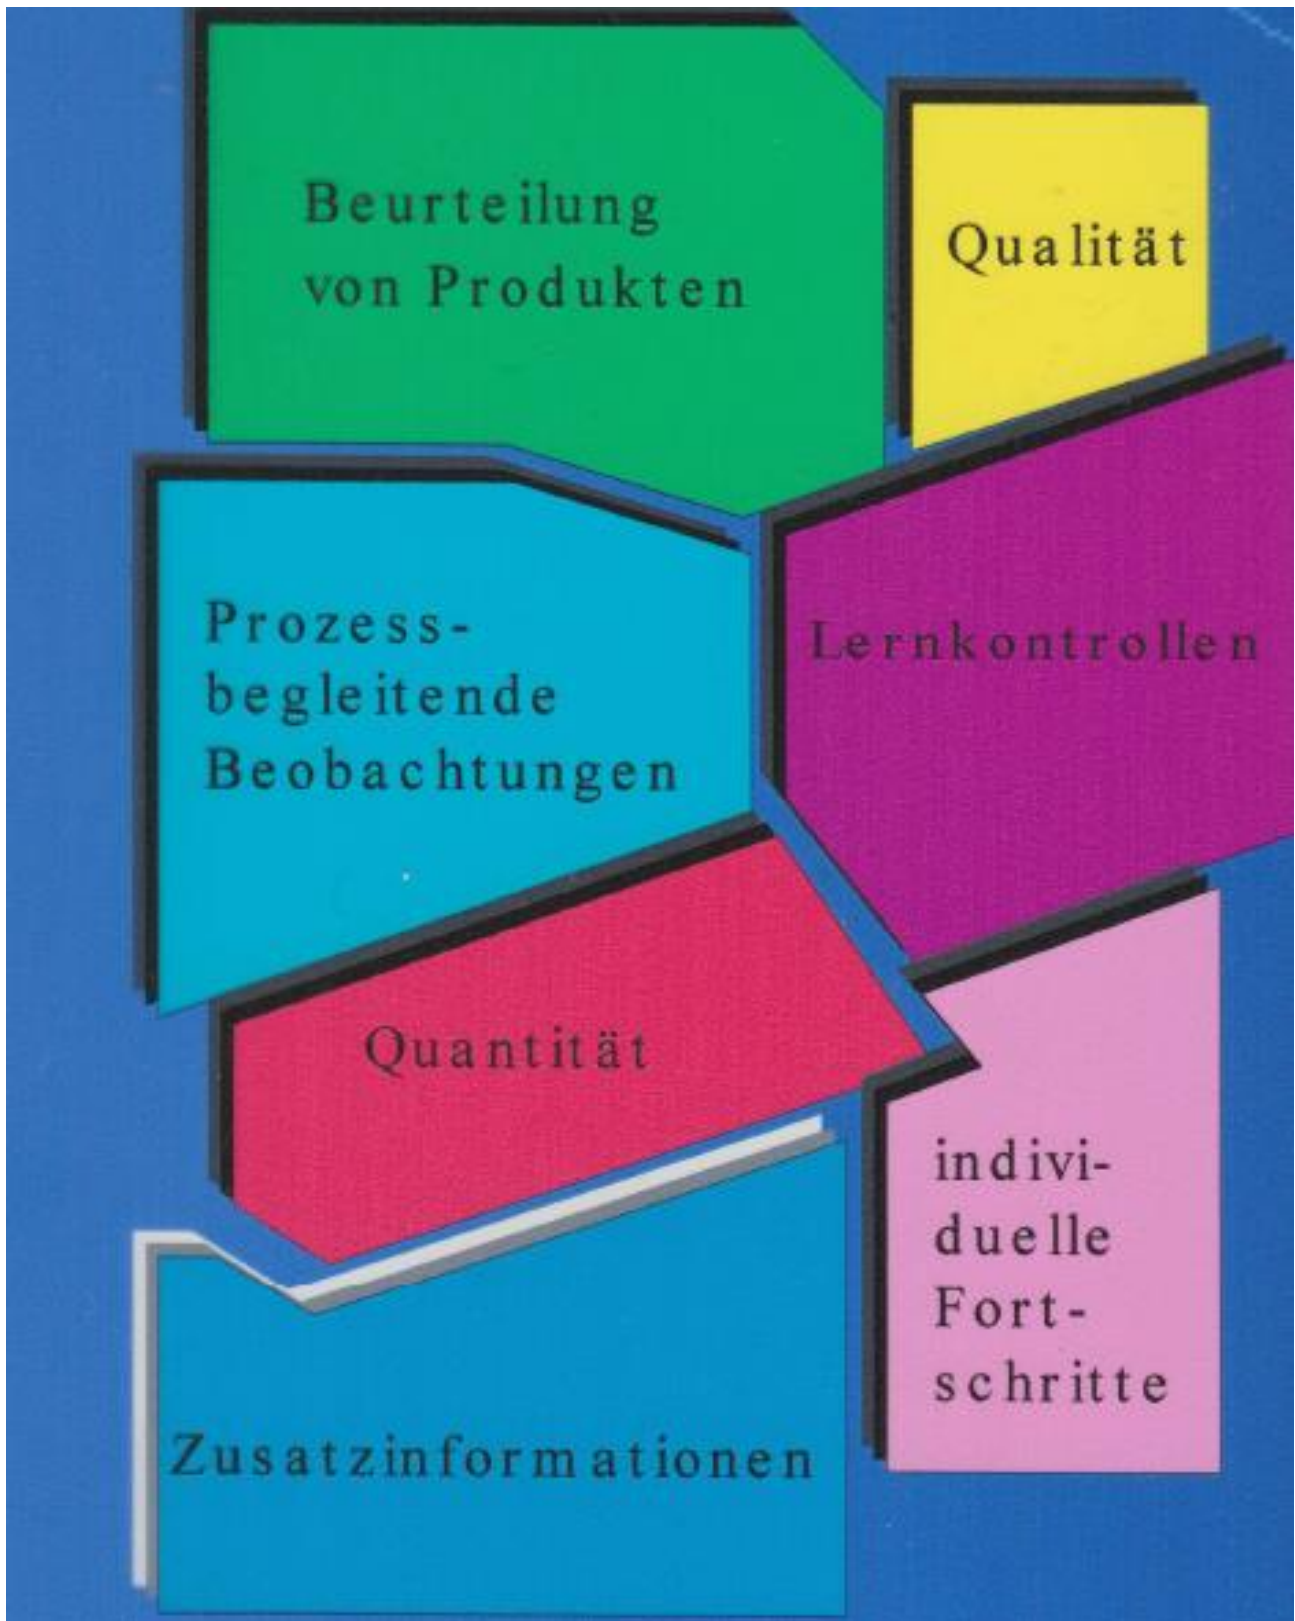 Beurteilung
von Produkten
Qualität
Prozess-
begleitende
Beobachtungen
Lernkontrollen
Quantität
indivi-
duelle
Fort-
schritte
Zusatzinformationen